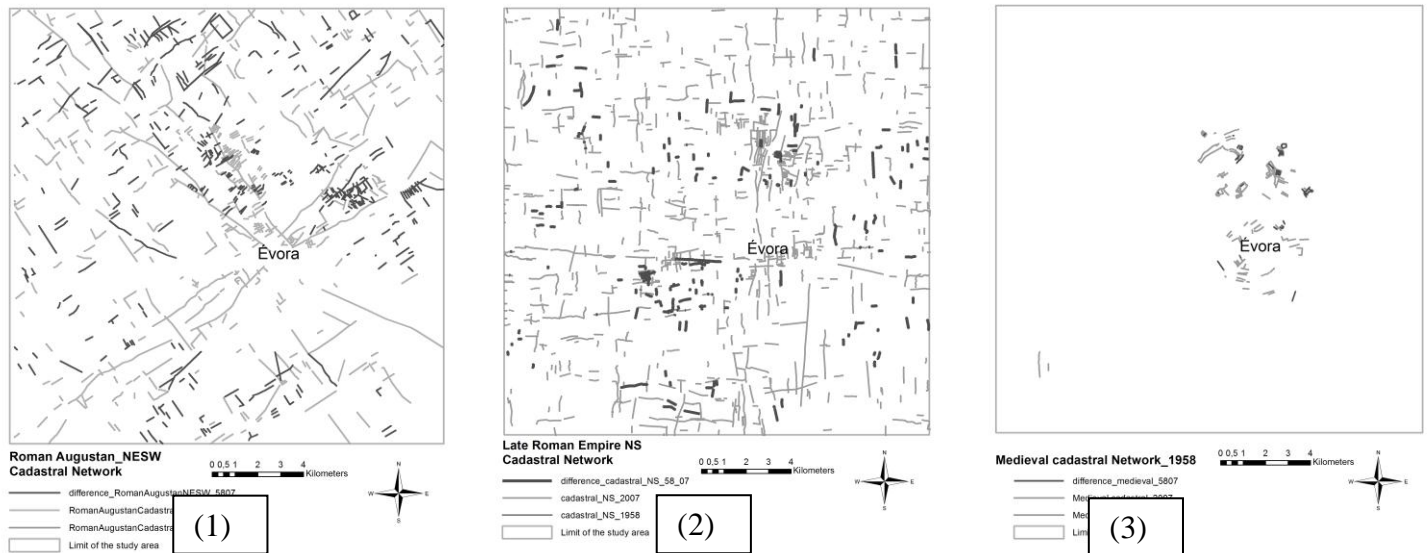 Évora
Roman Augustan_NESW
Cadastral Network
0 0,5 1 2 3 4
Kilometers
N
W E
S
difference_RomanAugustanNESW_5807
RomanAugustanCadastra
RomanAugustanCadastra
Limit of the study area
(1)
Évora
Late Roman Empire NS
Cadastral Network
0 0,5 1 2 3 4
Kilometers
N
W E
S
difference_cadastral_NS_58_07
cadastral_NS_2007
cadastral_NS_1958
Limit of the study area
(2)
Évora
Medieval cadastral Network_1958
0 0,5 1 2 3 4
Kilometers
N
W E
S
difference_medieval_5807
(3)